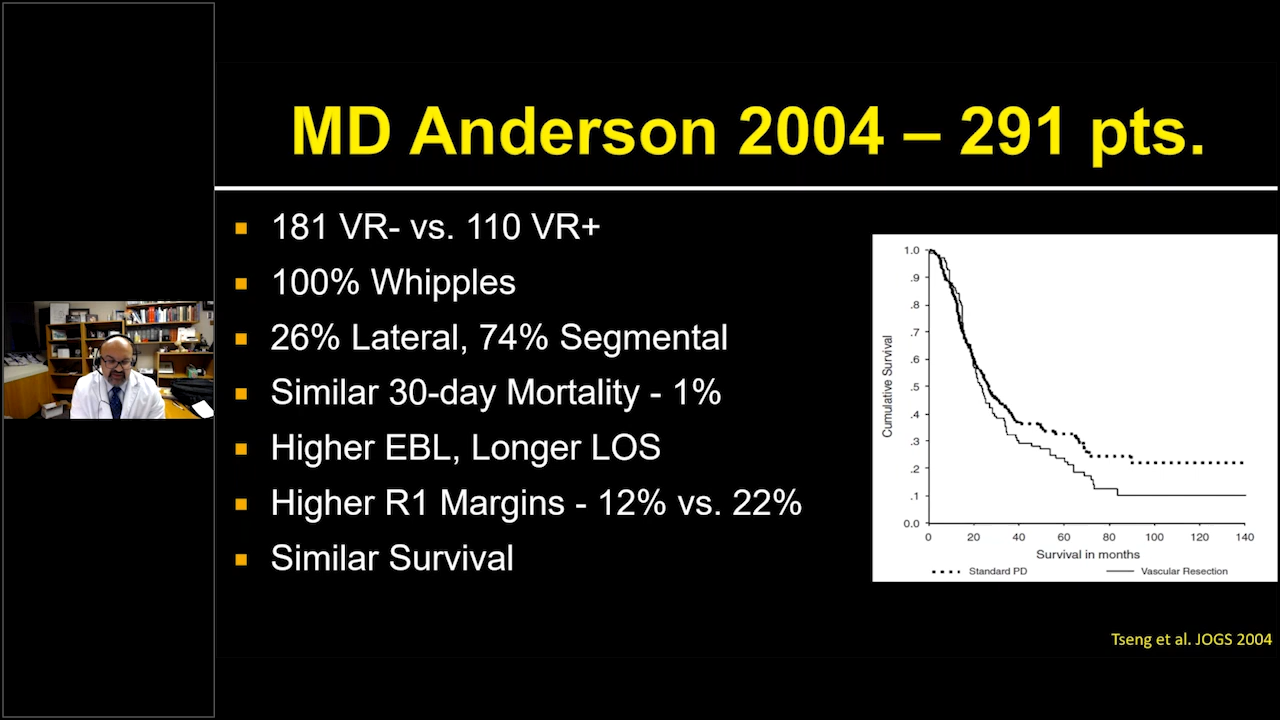 MD Anderson 2004 – 291 pts.
181 VR- vs. 110 VR+
100% Whipples
26% Lateral, 74% Segmental
Similar 30-day Mortality - 1%
Higher EBL, Longer LOS
Higher R1 Margins - 12% vs. 22%
Similar Survival
Cumulative Survival
1.0
.9
.8
.7
.6
.5
.4
.3
.2
.1
0.0
0 20 40 60 80 100 120 140
Survival in months
Standard PD Vascular Resection
Tseng et al. JOGS 2004